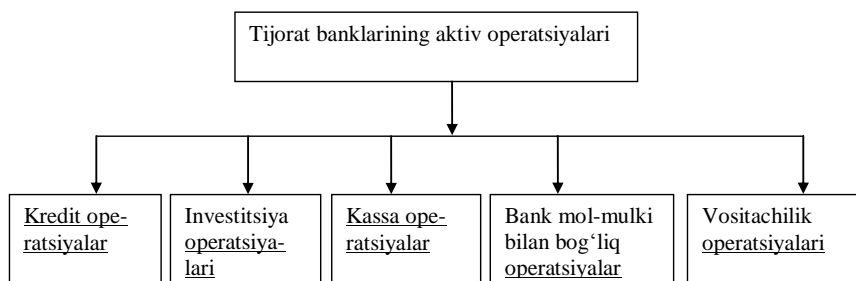 Tijorat banklarining aktiv operatsiyalari
Kredit ope-
ratsiyalar
Investitsiya
operatsiya-
lari
Kassa ope-
ratsiyalar
Bank mol-mulki
bilan bog‘liq
operatsiyalar
Vositachilik
operatsiyalari